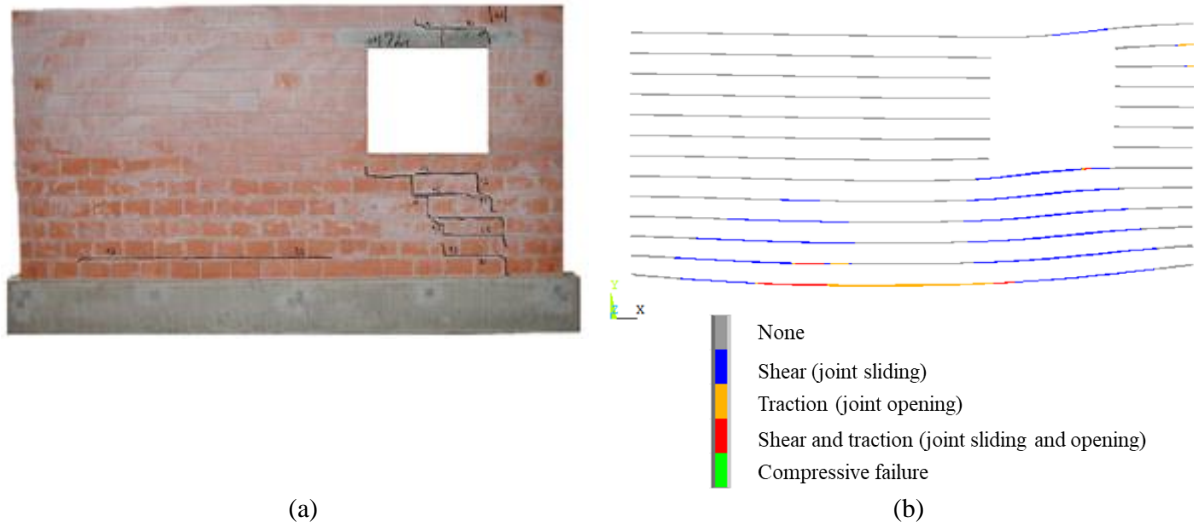 Y
Z X
None
Shear (joint sliding)
Traction (joint opening)
Shear and traction (joint sliding and opening)
Compressive failure
(a)
(b)